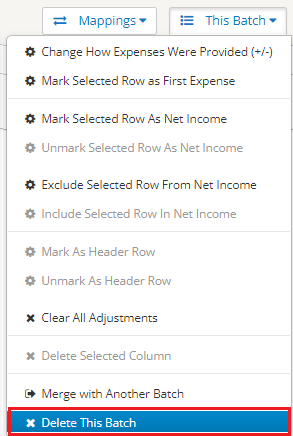 Mappings
This Batch
Change How Expenses Were Provided (+/-)
Mark Selected Row as First Expense
Mark Selected Row As Net Income
Unmark Selected Row As Net Income
Exclude Selected Row From Net Income
Include Selected Row In Net Income
Mark As Header Row
Unmark As Header Row
Clear All Adjustments
Delete Selected Column
Merge with Another Batch
Delete This Batch